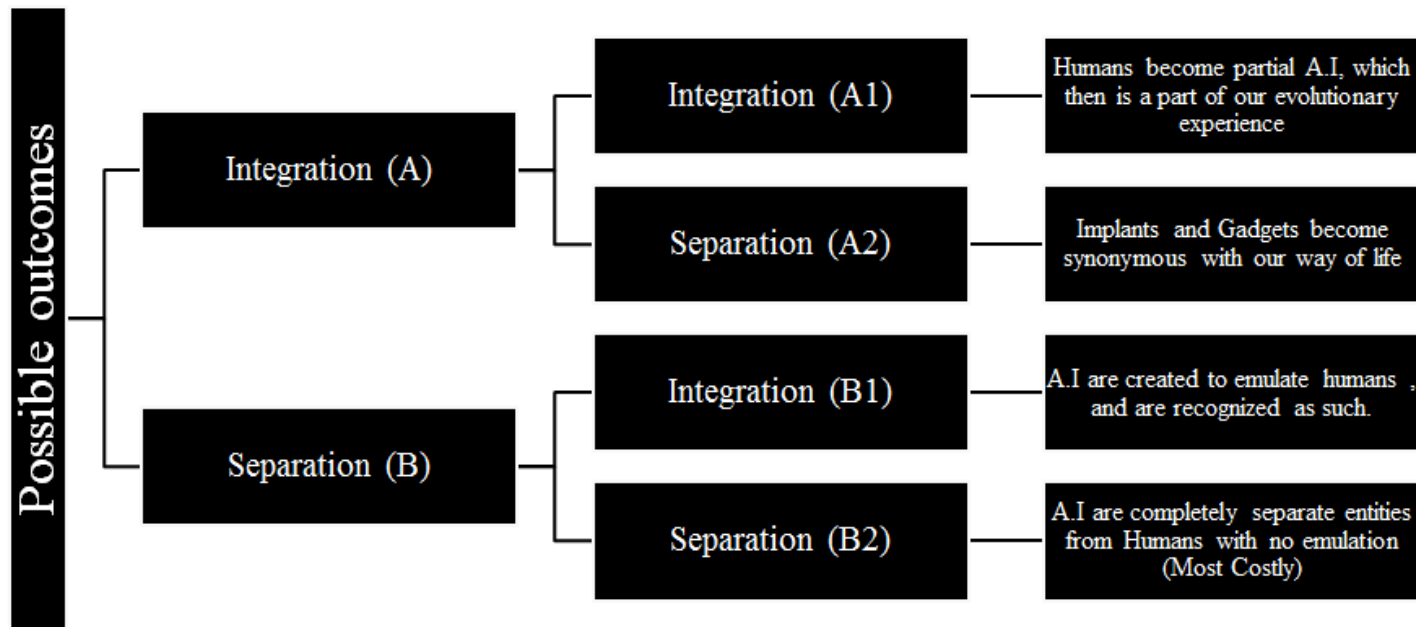 Possible outcomes
Integration (A)
Separation (B)
Integration (A1)
Separation (A2)
Integration (B1)
Separation (B2)
Humans become partial A.I, which
then is a part of our evolutionary
experience
Implants and Gadgets become
synonymous with our way of life
A.I are created to emulate humans ,
and are recognized as such.
A.I are completely separate entities
from Humans with no emulation
(Most Costly)